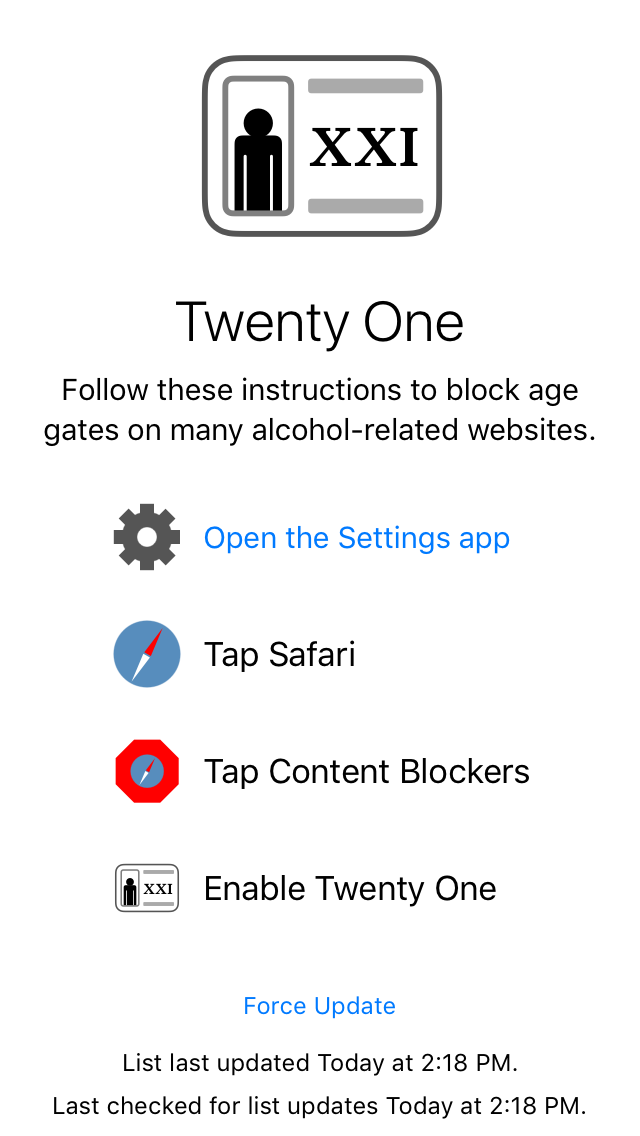 XXI
Twenty One
Follow these instructions to block age
gates on many alcohol-related websites.
Open the Settings app
Tap Safari
Tap Content Blockers
XXI
Enable Twenty One
Force Update
List last updated Today at 2:18 PM.
Last checked for list updates Today at 2:18 PM.